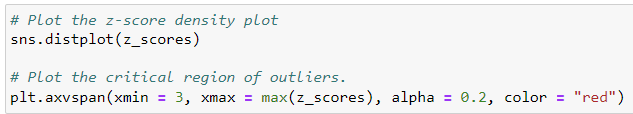 # Plot the z-score density plot
sns.distplot(z_scores)
# Plot the critical region of outliers.
plt.axvspan(xmin = 3, xmax = max(z_scores), alpha = 0.2, color = "red")